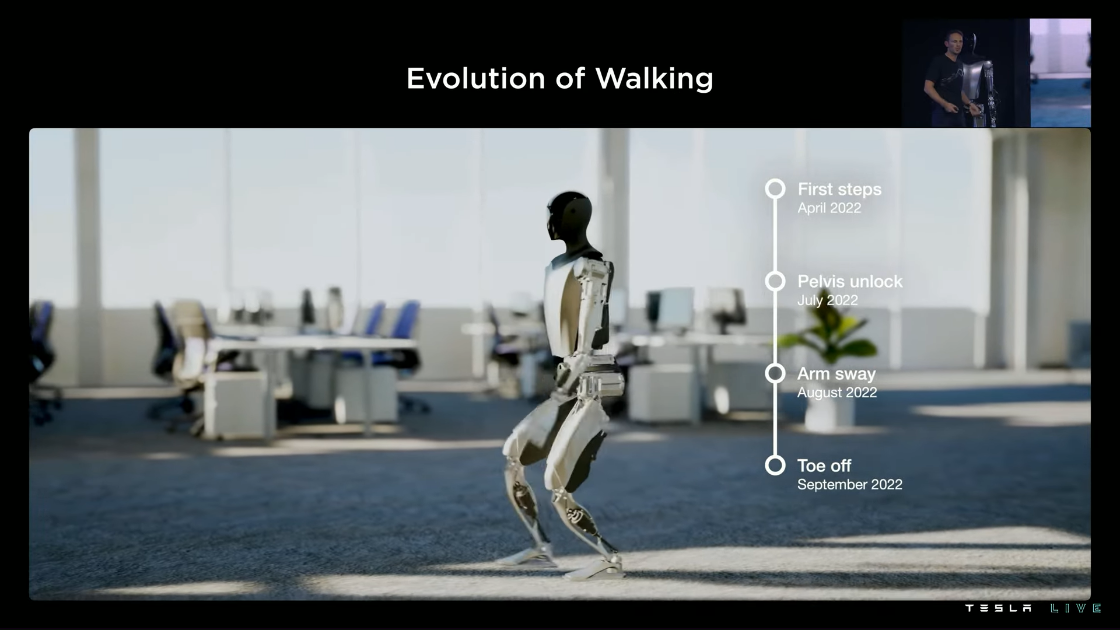 Evolution of Walking
First steps
April 2022
Pelvis unlock
July 2022
Arm sway
August 2022
Toe off
September 2022
TESLA LIVE